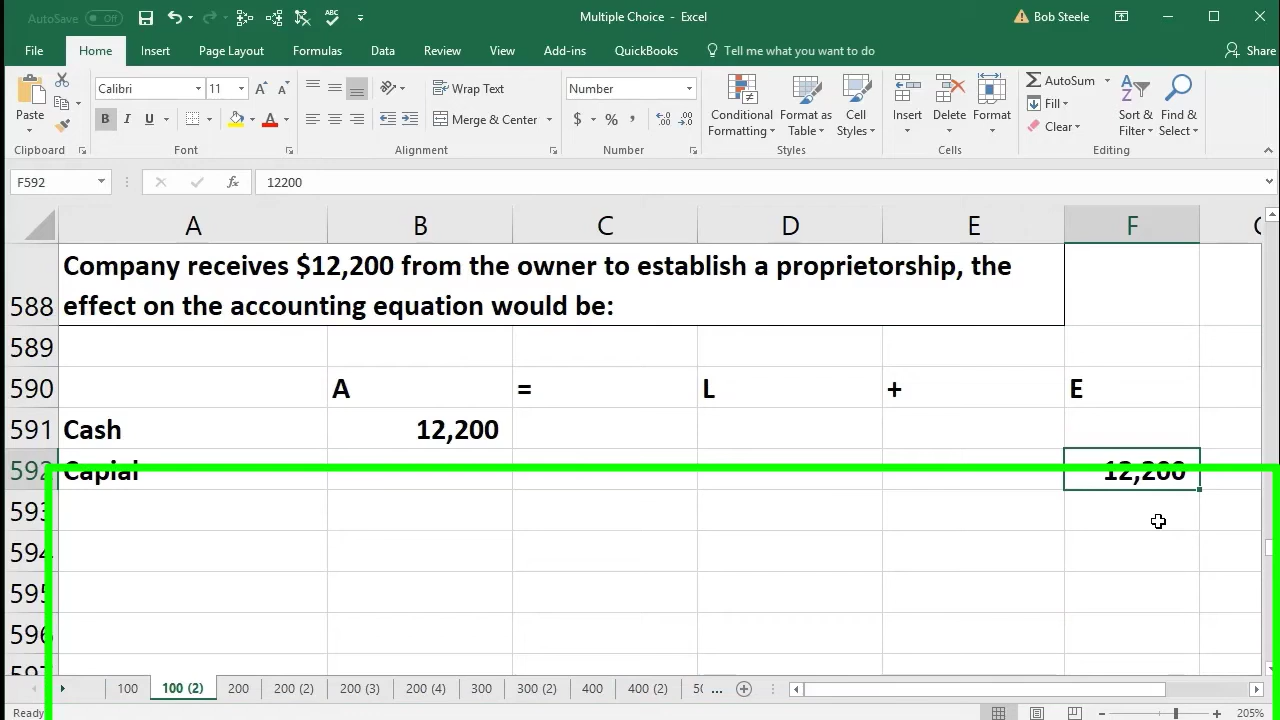 AutoSave Off
Multiple Choice - Excel
Bob Steele
File Home Insert Page Layout Formulas Data Review View Add-ins QuickBooks Tell me what you want to do Share
Paste
Clipboard
Calibri 11
B I U
Font
Wrap Text
Merge & Center
Alignment
Number
$ % ,
Number
Conditional Formatting
Format as Table
Cell Styles
Styles
Insert
Delete
Format
Cells
AutoSum
Fill
Clear
Sort & Filter
Find & Select
Editing
F592 fx 12200
A B C D E F
588 Company receives $12,200 from the owner to establish a proprietorship, the
effect on the accounting equation would be:
589
590 A = L + E
591 Cash 12,200
592 Capial 12,200
593
594
595
596
597
100 100 (2) 200 200 (2) 200 (3) 200 (4) 300 300 (2) 400 400 (2) ...
Ready 205%